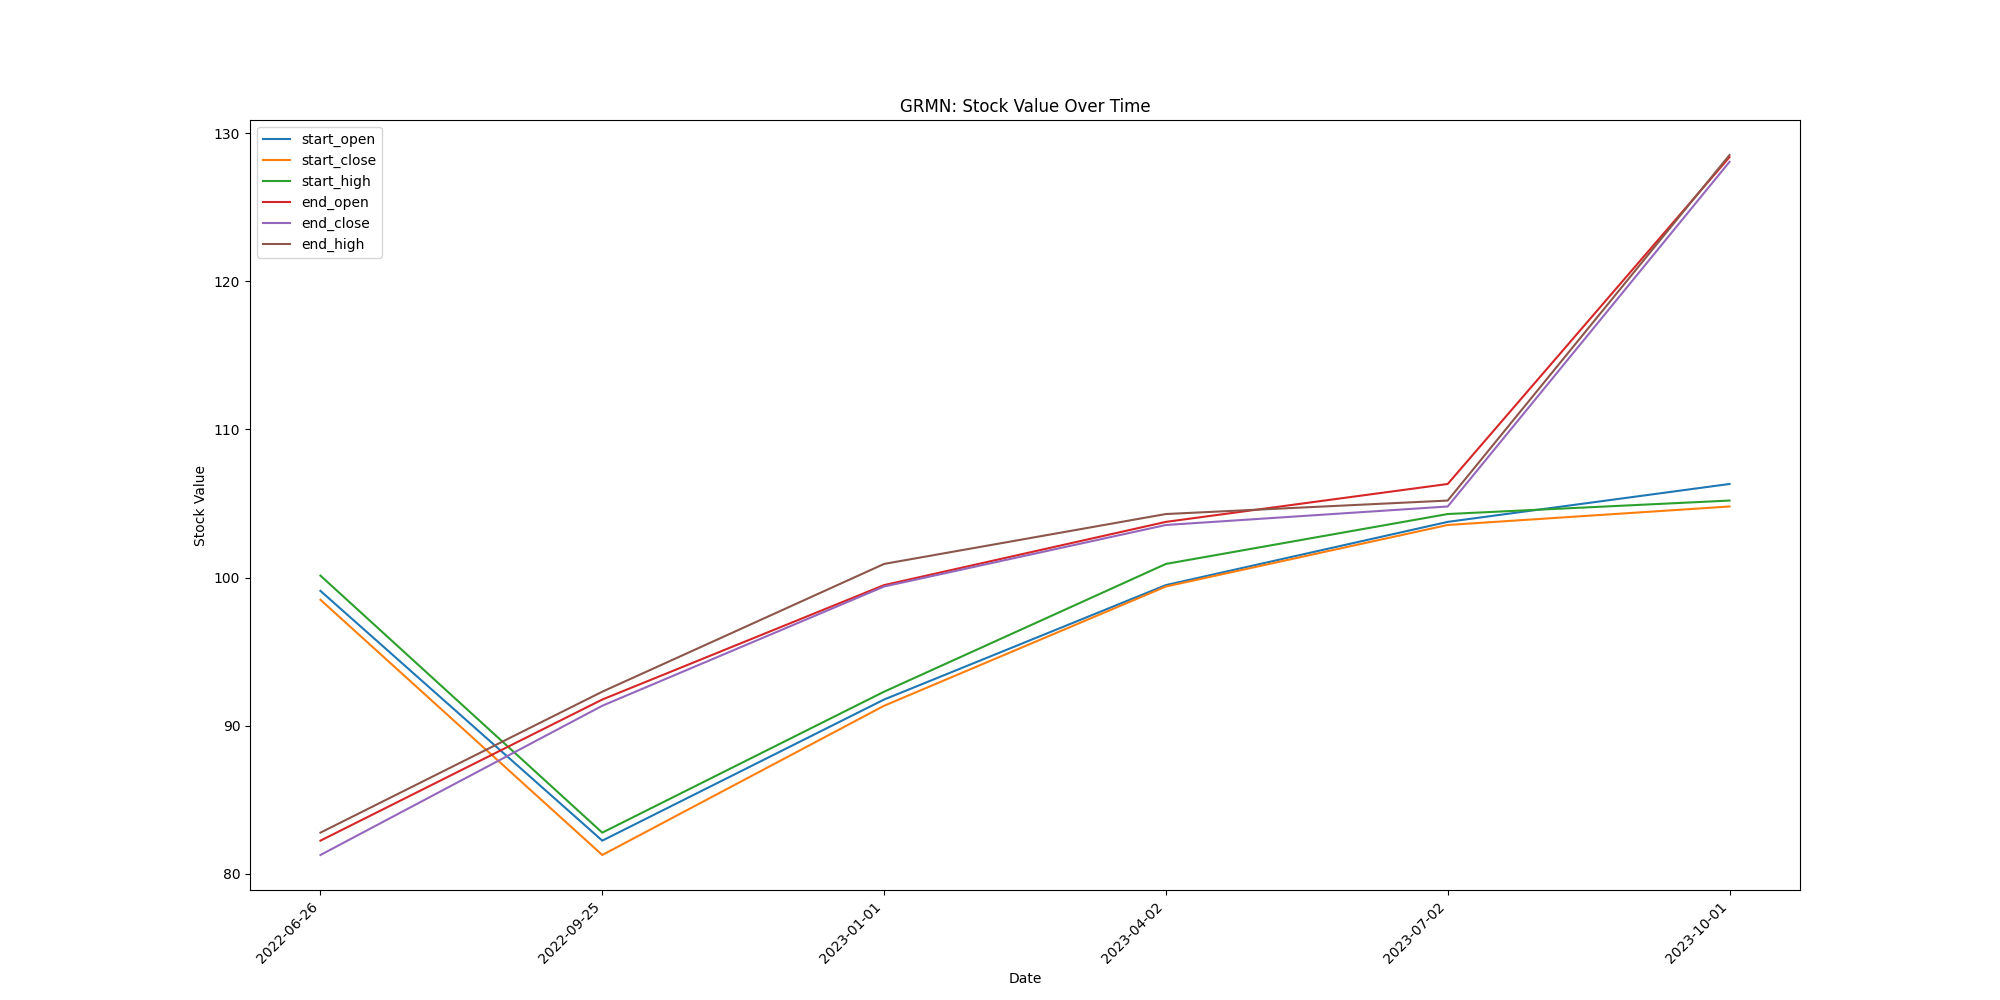 GRMN: Stock Value Over Time
start_open
start_close
start_high
end_open
end_close
end_high
130
120
110
100
90
80
Stock Value
2022-06-26
2022-09-25
2023-01-01
2023-04-02
2023-07-02
2023-10-01
Date